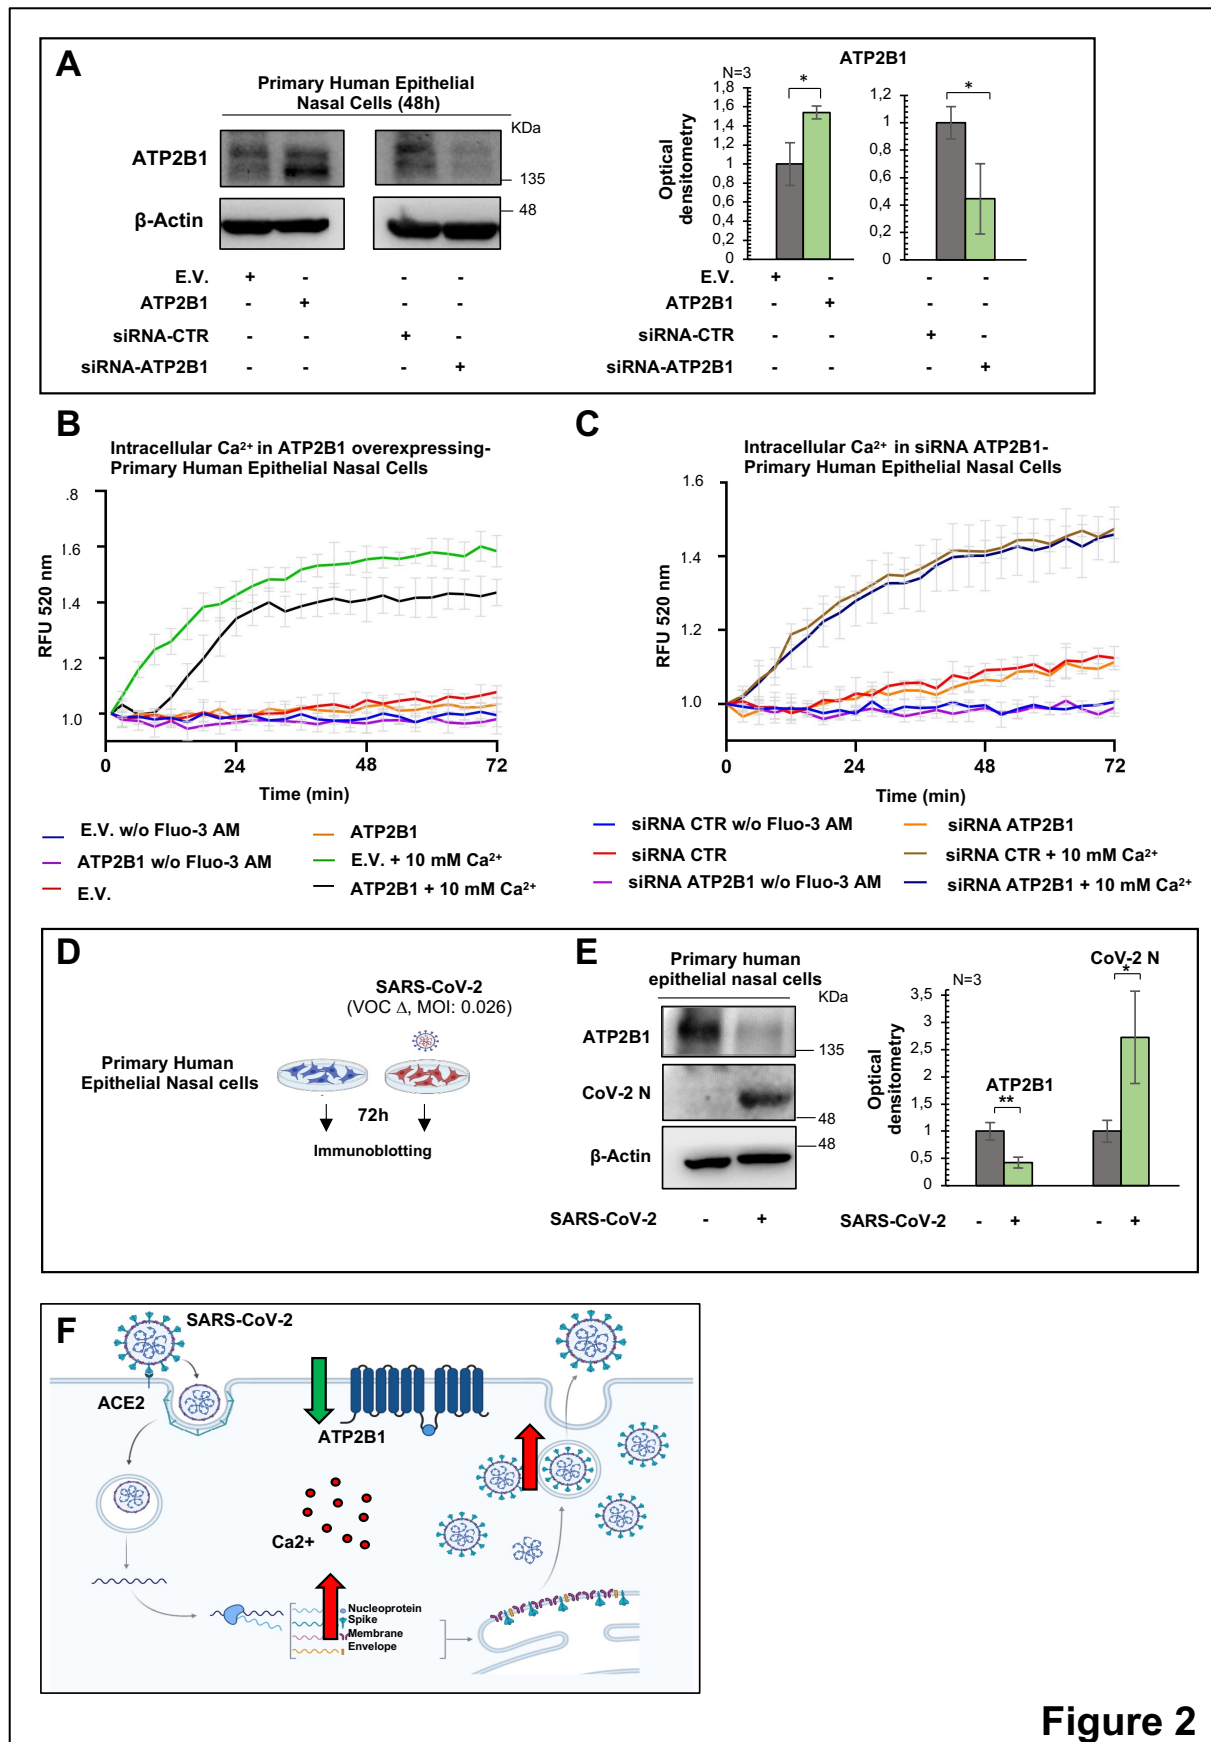 A
Primary Human Epithelial
Nasal Cells (48h)
KDa
ATP2B1
135
β-Actin
48
E.V. + - - -
ATP2B1 - + - -
siRNA-CTR - - + -
siRNA-ATP2B1 - - - +
ATP2B1
N=3
*
*
Optical
densitometry
1,8
1,6
1,4
1,2
1
0,8
0,6
0,4
0,2
0
1,2
1
0,8
0,6
0,4
0,2
0
E.V. + - - -
ATP2B1 - + - -
siRNA-CTR - - + -
siRNA-ATP2B1 - - - +
B
Intracellular Ca²⁺ in ATP2B1 overexpressing-
Primary Human Epithelial Nasal Cells
.8
1.6
1.4
1.2
1.0
RFU 520 nm
0 24 48 72
Time (min)
E.V. w/o Fluo-3 AM
ATP2B1 w/o Fluo-3 AM
E.V.
ATP2B1
E.V. + 10 mM Ca²⁺
ATP2B1 + 10 mM Ca²⁺
C
Intracellular Ca²⁺ in siRNA ATP2B1-
Primary Human Epithelial Nasal Cells
1.6
1.4
1.2
1.0
RFU 520 nm
0 24 48 72
Time (min)
siRNA CTR w/o Fluo-3 AM
siRNA CTR
siRNA ATP2B1 w/o Fluo-3 AM
siRNA ATP2B1
siRNA CTR + 10 mM Ca²⁺
siRNA ATP2B1 + 10 mM Ca²⁺
D
SARS-CoV-2
(VOC Δ, MOI: 0.026)
Primary Human
Epithelial Nasal cells
72h
Immunoblotting
E
Primary human
epithelial nasal cells
KDa
ATP2B1
135
CoV-2 N
48
48
β-Actin
SARS-CoV-2 - +
N=3
CoV-2 N
*
ATP2B1
**
Optical
densitometry
3,5
3
2,5
2
1,5
1
0,5
0
SARS-CoV-2 - + - +
F
SARS-CoV-2
ACE2
ATP2B1
Ca2+
Nucleoprotein
Spike
Membrane
Envelope
Figure 2